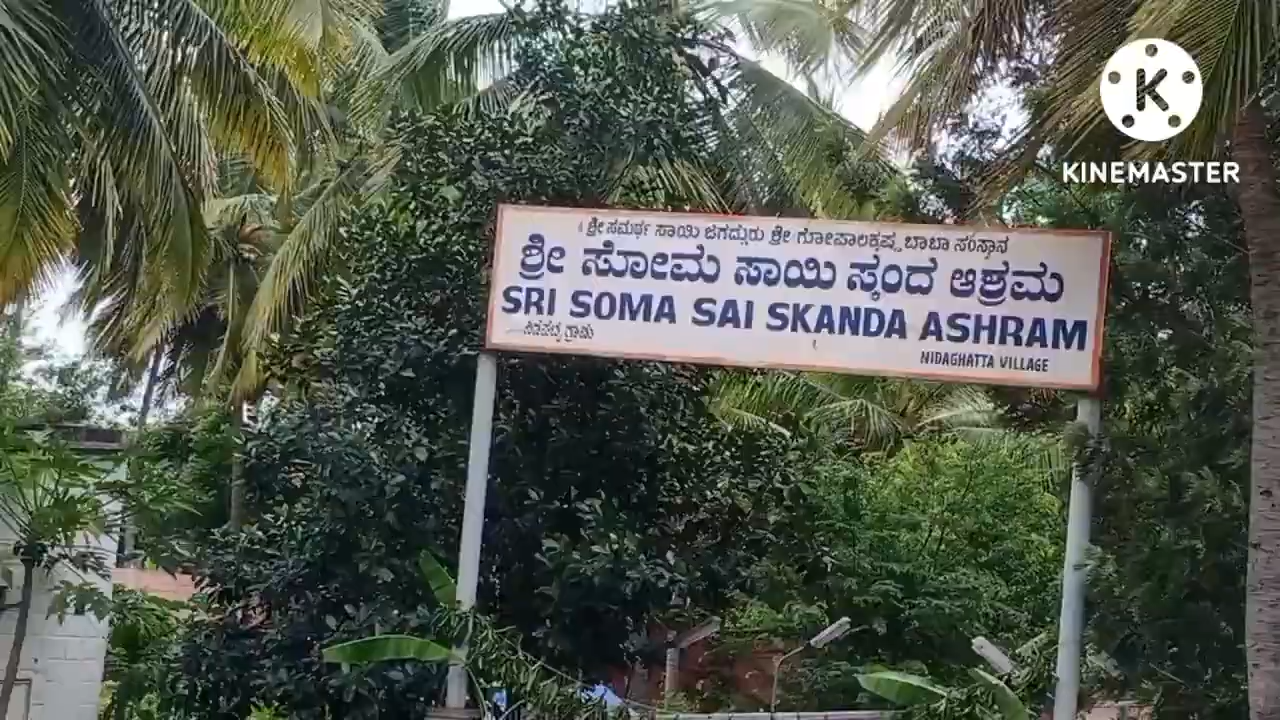 ಶ್ರೀ ಸಮರ್ಥ ಸಾಯಿ ಜಗದ್ಗುರು ಶ್ರೀ ಗೋಪಾಲಕೃಷ್ಣ ಬಾಬಾ ಸಂಸ್ಥಾನ
ಶ್ರೀ ಸೋಮ ಸಾಯಿ ಸ್ಕಂದ ಆಶ್ರಮ
SRI SOMA SAI SKANDA ASHRAM
ಗ್ರಾಮ
NIDAGHATTA VILLAGE
K
KINEMASTER